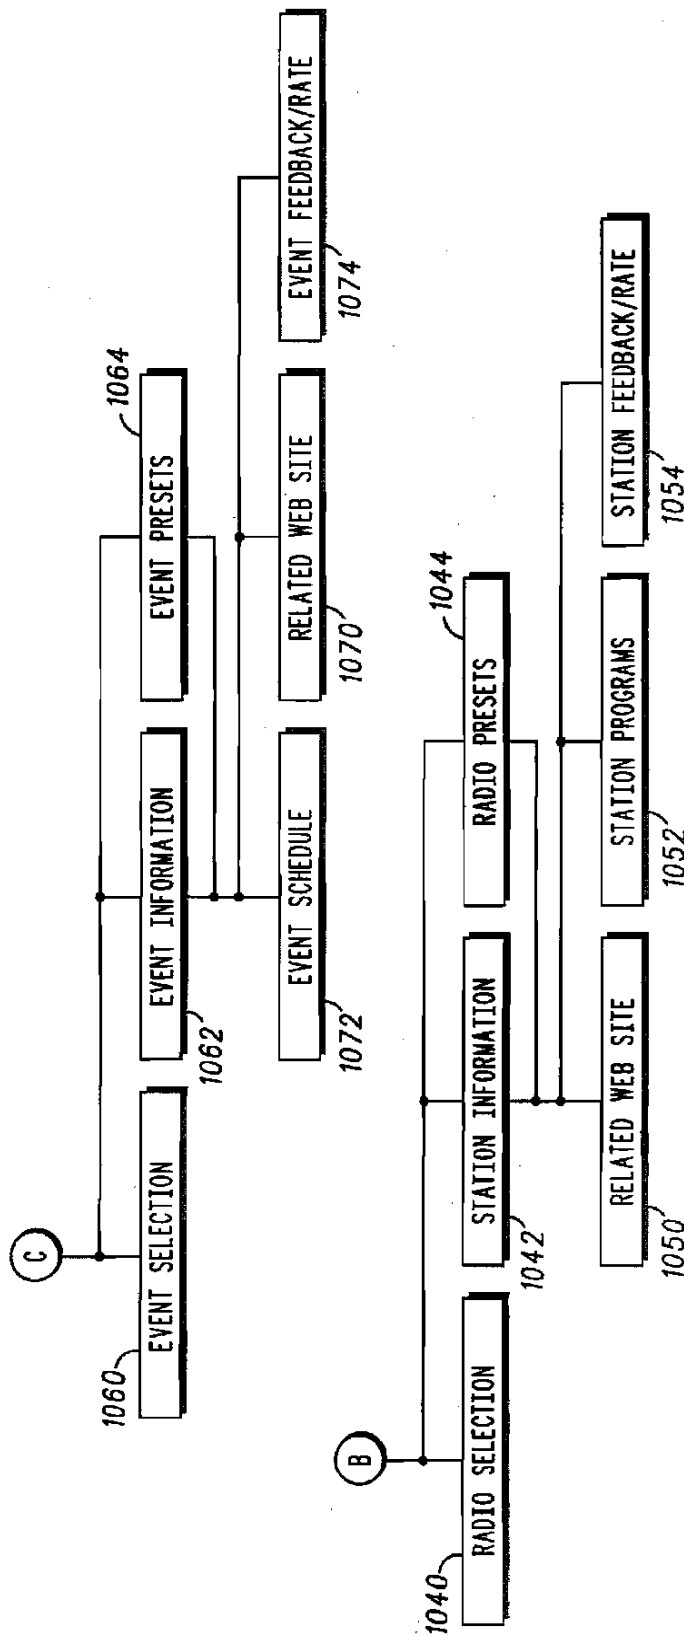 C
1060
EVENT SELECTION
1062
EVENT INFORMATION
1064
EVENT PRESETS
1072
EVENT SCHEDULE
1070
RELATED WEB SITE
1074
EVENT FEEDBACK/RATE
B
1040
RADIO SELECTION
1042
STATION INFORMATION
1044
RADIO PRESETS
1050
RELATED WEB SITE
1052
STATION PROGRAMS
1054
STATION FEEDBACK/RATE